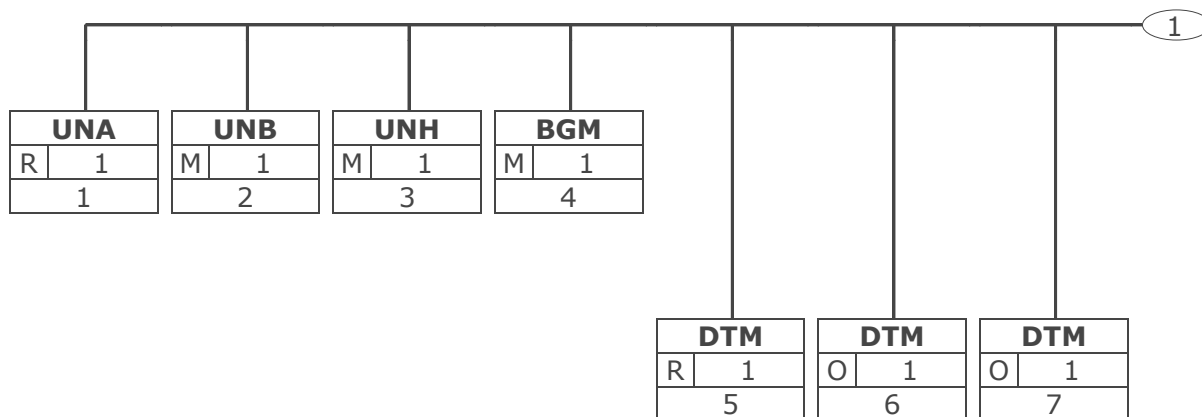 1
UNA UNB UNH BGM
R 1 M 1 M 1 M 1
1 2 3 4
DTM DTM DTM
R 1 O 1 O 1
5 6 7